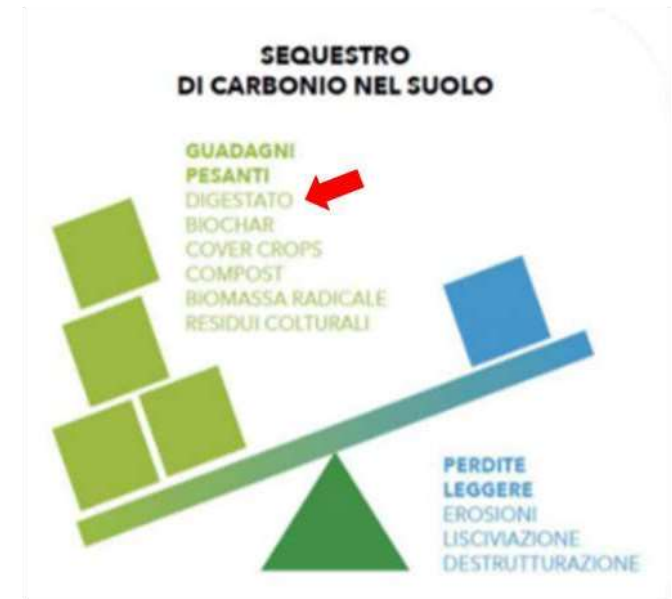 SEQUESTRO
DI CARBONIO NEL SUOLO
GUADAGNI
PESANTI
DIGESTATO
BIOCHAR
COVER CROPS
COMPOST
BIOMASSA RADICALE
RESIDUI COLTURALI
PERDITE
LEGGERE
EROSIONI
LISCIVIAZIONE
DESTRUTTURAZIONE